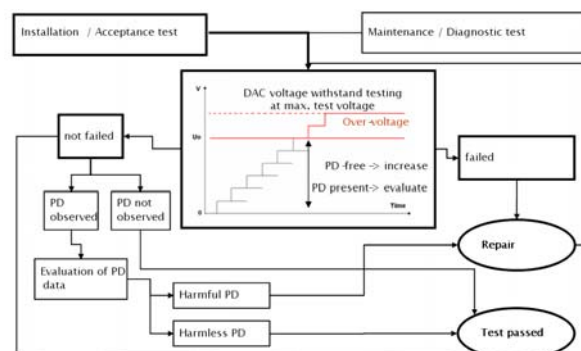 Installation / Acceptance test
Maintenance / Diagnostic test
DAC voltage withstand testing
at max. test voltage
V
Over-voltage
Uo
PD-free -> increase
PD present-> evaluate
0
Time
not failed
failed
PD
observed
PD not
observed
Repair
Evaluation of PD
data
Harmful PD
Harmless PD
Test passed